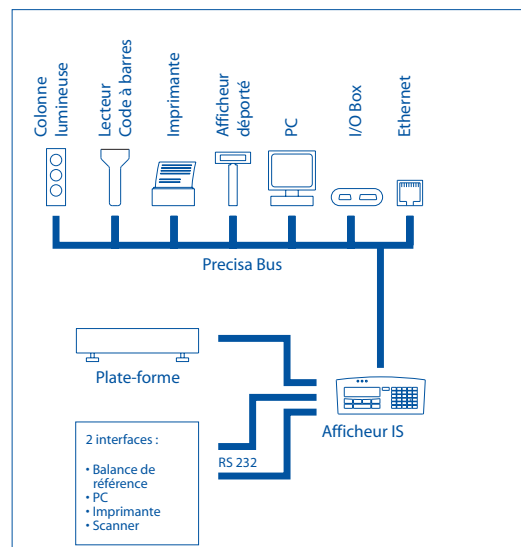 Colonne
lumineuse
Lecteur
Code à barres
Imprimante
Afficheur
déporté
PC
I/O Box
Ethernet
Precisa Bus
Plate-forme
Afficheur IS
2 interfaces :
• Balance de
référence
• PC
• Imprimante
• Scanner
RS 232